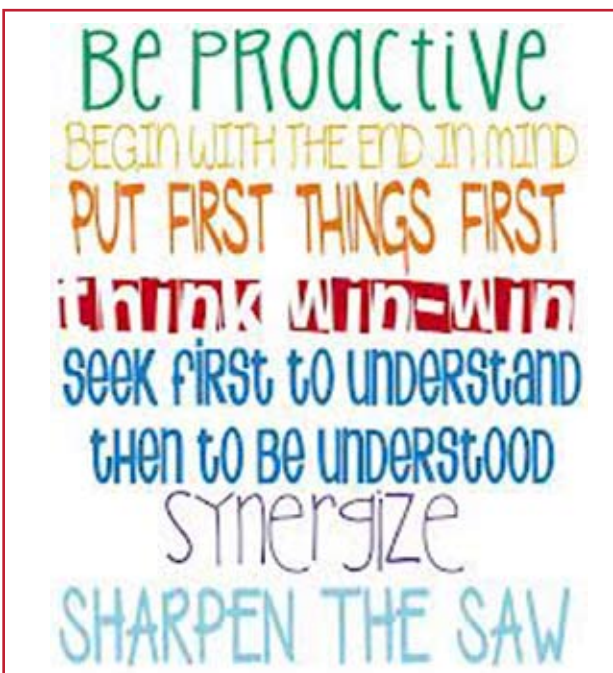 Be PROactive
BEGIN WITH THE END IN MIND
PUT FIRST THINGS FIRST
think win-win
Seek first to understand
then to be understood
synergize
SHARPEN THE SAW